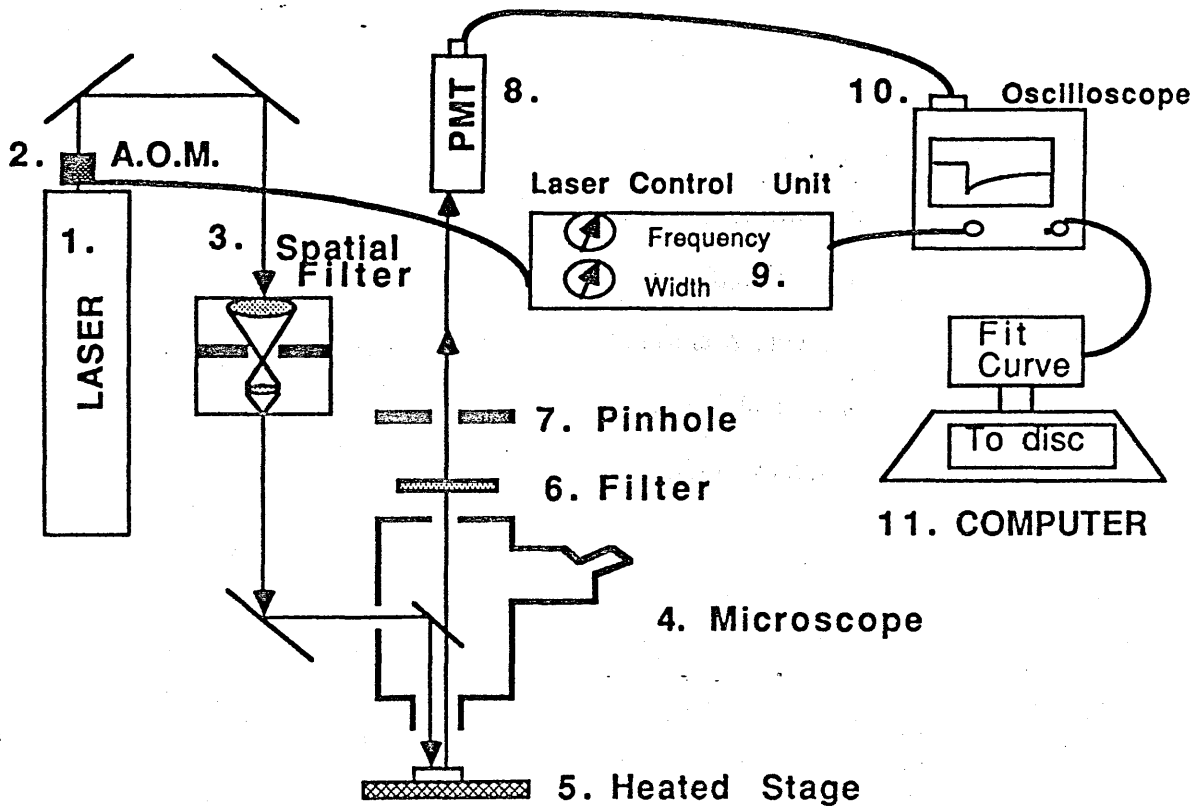 8.
PMT
10. Oscilloscope
2. A.O.M.
Laser Control Unit
1.
LASER
3. Spatial
Filter
Frequency
Width 9.
Fit
Curve
7. Pinhole
To disc
6. Filter
11. COMPUTER
4. Microscope
5. Heated Stage